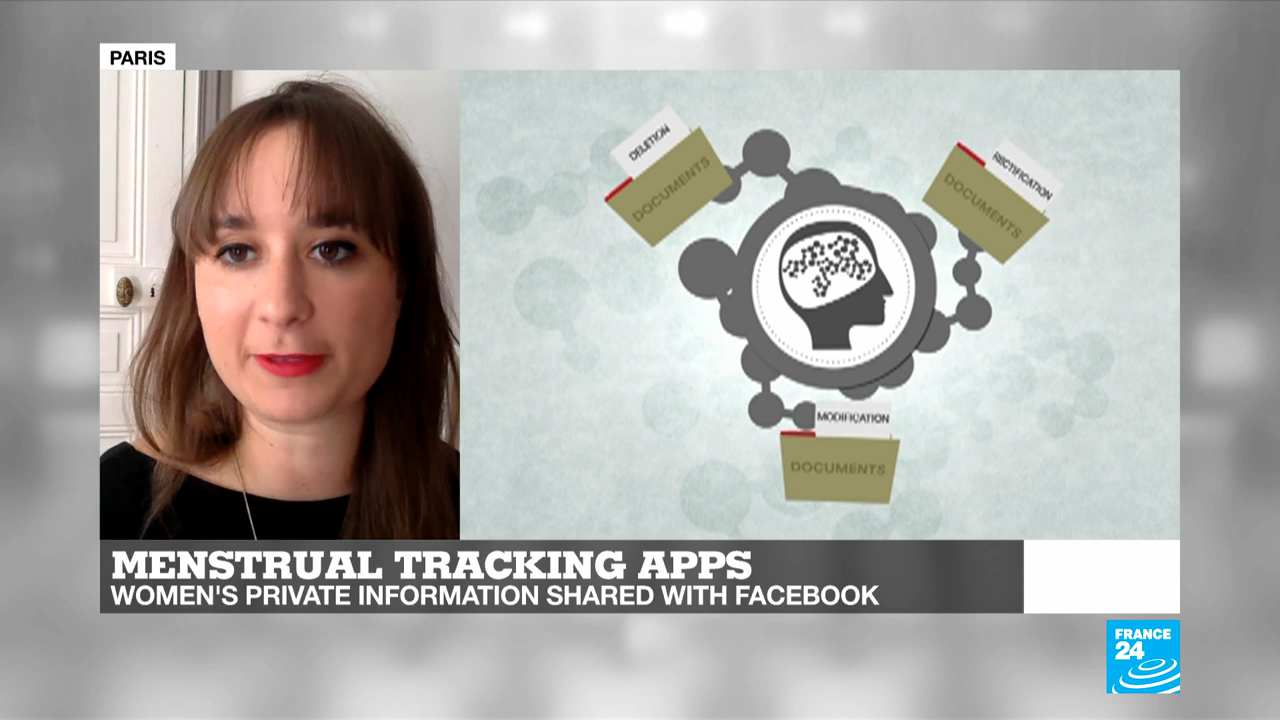 PARIS
DELETION
DOCUMENTS
RECTIFICATION
DOCUMENTS
MODIFICATION
DOCUMENTS
MENSTRUAL TRACKING APPS
WOMEN'S PRIVATE INFORMATION SHARED WITH FACEBOOK
FRANCE
24